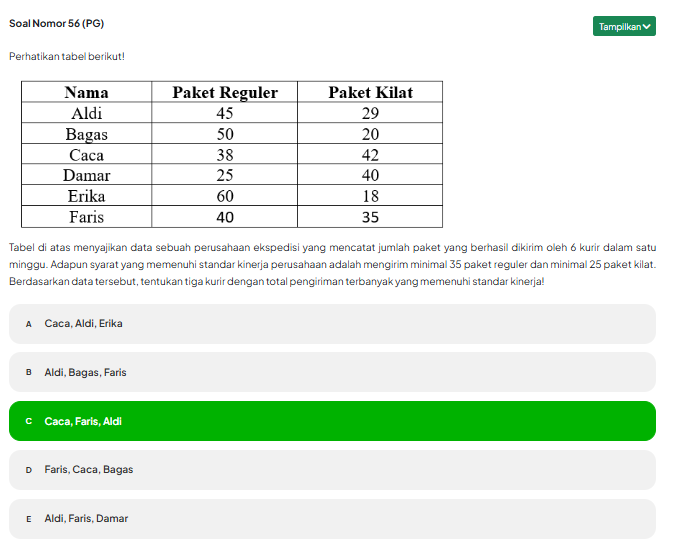 Soal Nomor 56 (PG)
Tampilkan
Perhatikan tabel berikut!
Nama Paket Reguler Paket Kilat
Aldi 45 29
Bagas 50 20
Caca 38 42
Damar 25 40
Erika 60 18
Faris 40 35
Tabel di atas menyajikan data sebuah perusahaan ekspedisi yang mencatat jumlah paket yang berhasil dikirim oleh 6 kurir dalam satu
minggu. Adapun syarat yang memenuhi standar kinerja perusahaan adalah mengirim minimal 35 paket reguler dan minimal 25 paket kilat.
Berdasarkan data tersebut, tentukan tiga kurir dengan total pengiriman terbanyak yang memenuhi standar kinerja!
A Caca, Aldi, Erika
B Aldi, Bagas, Faris
C Caca, Faris, Aldi
D Faris, Caca, Bagas
E Aldi, Faris, Damar